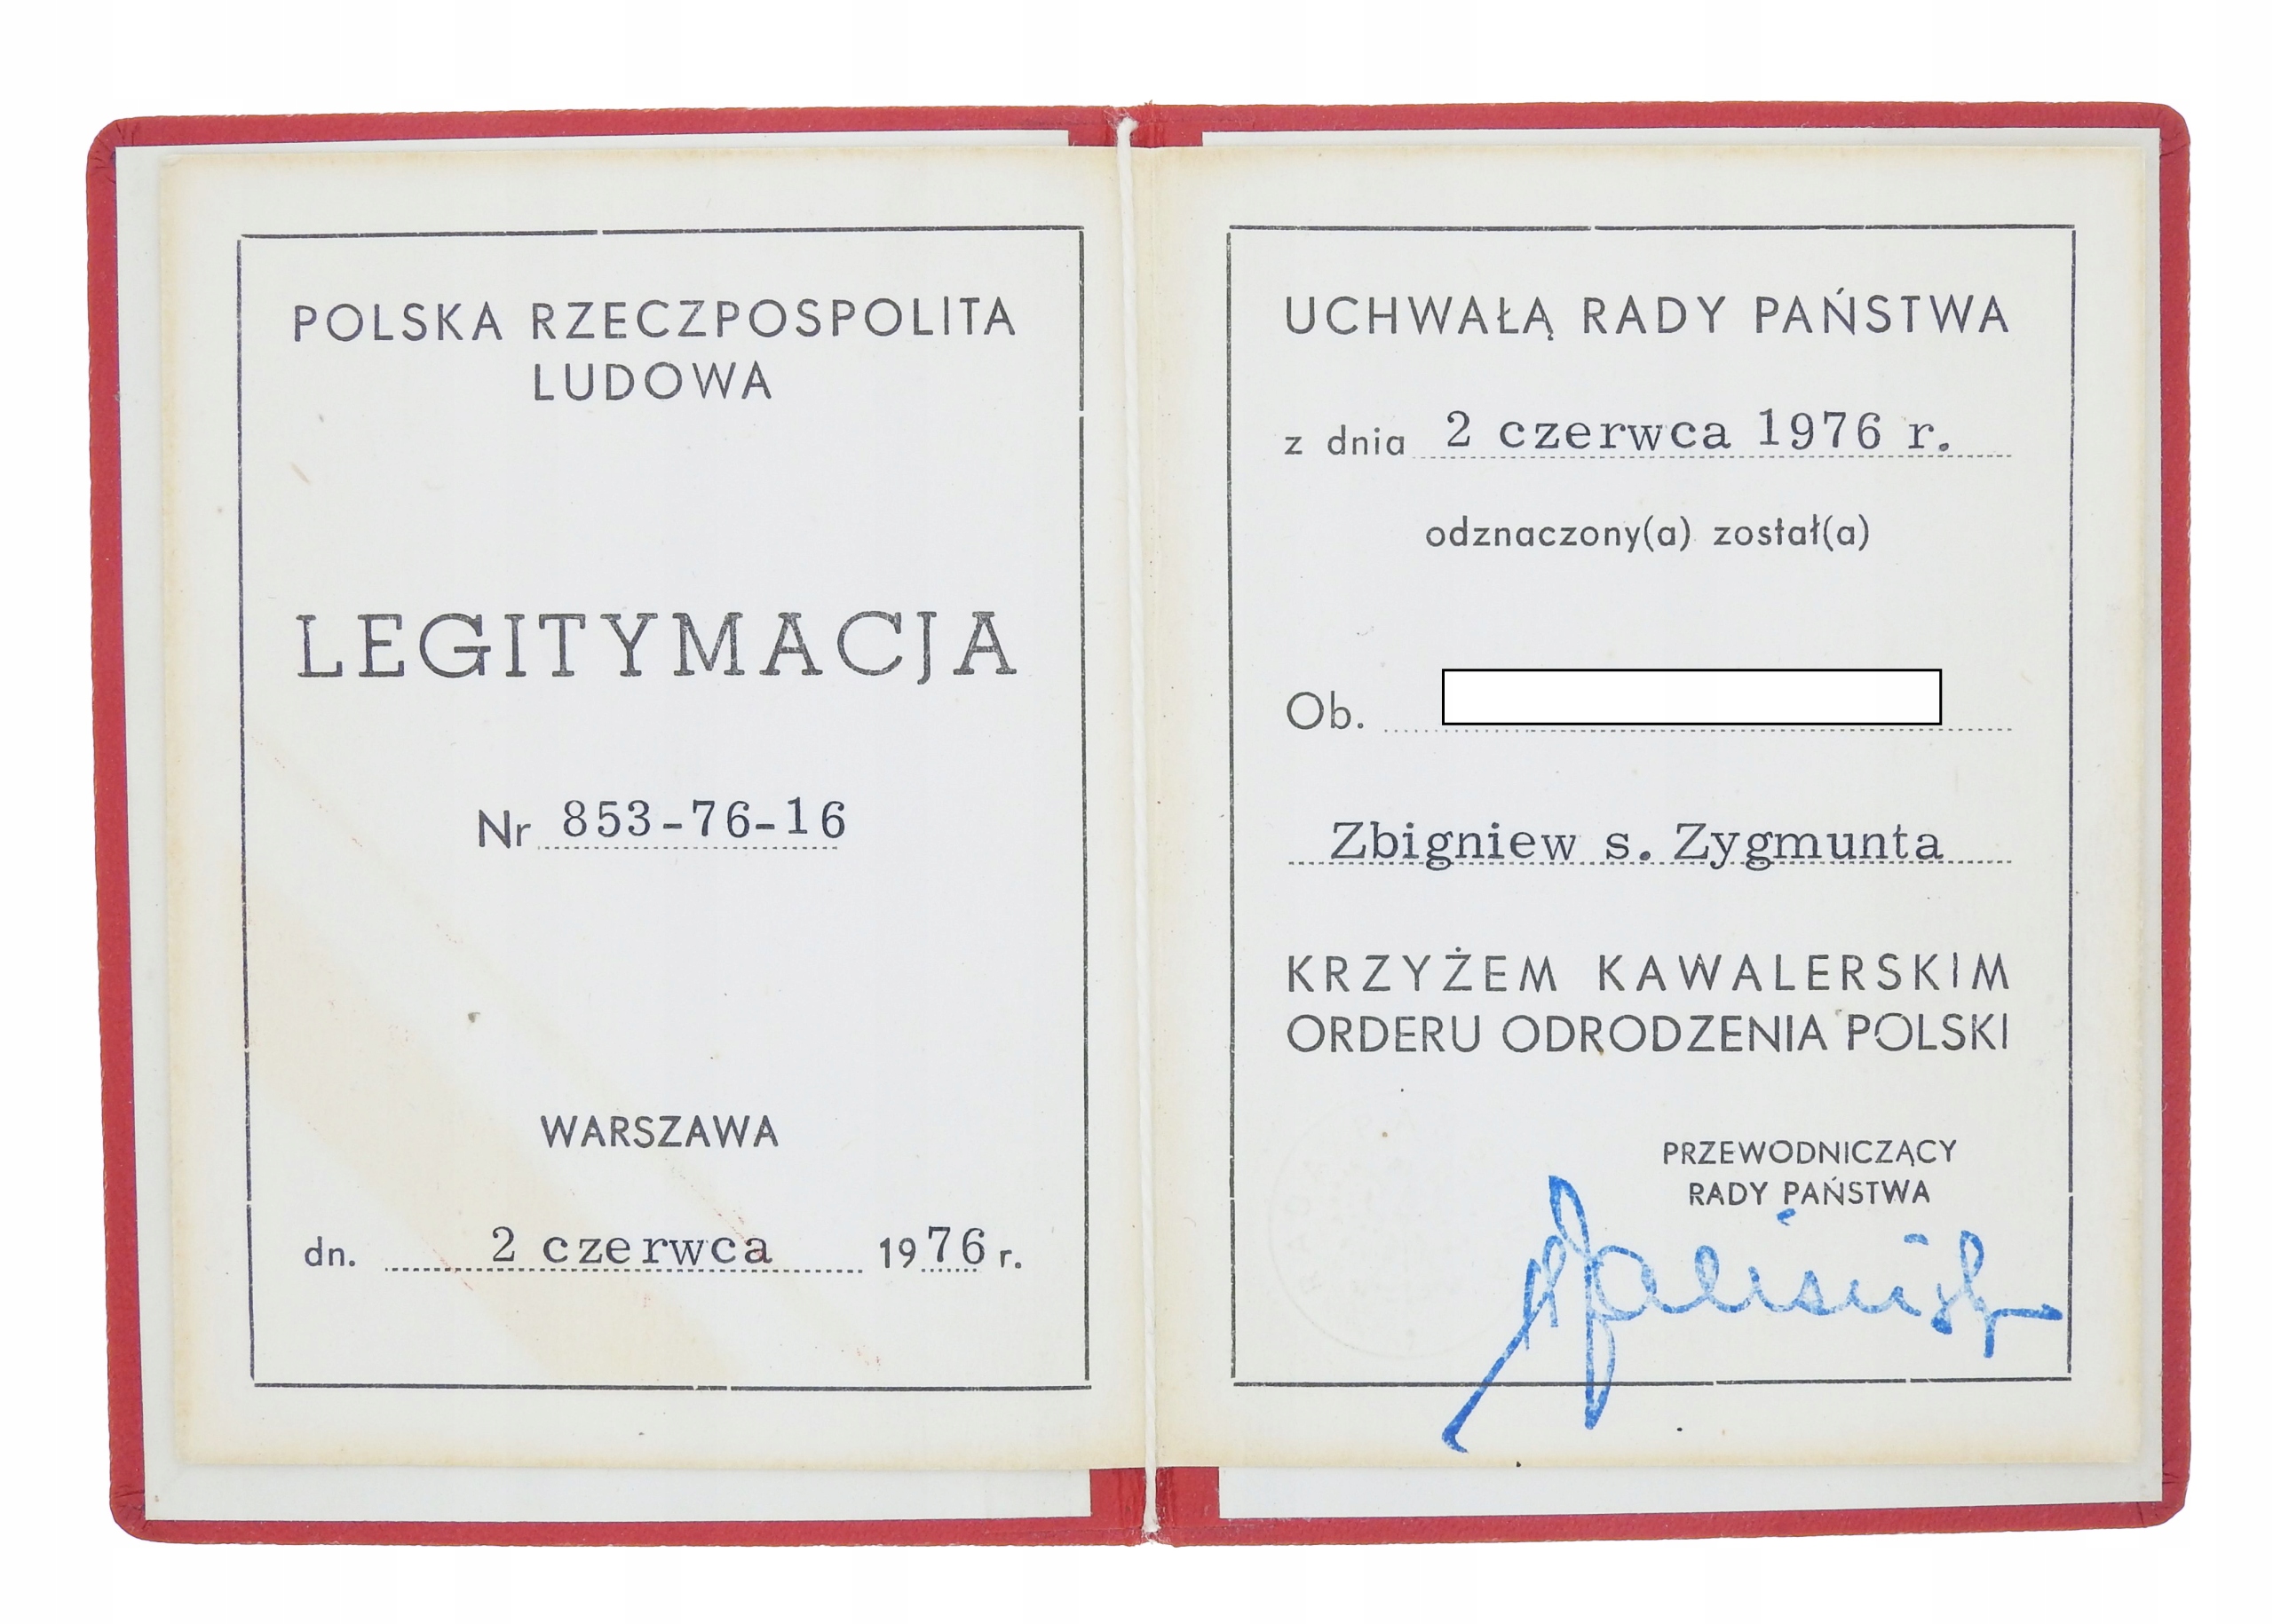 POLSKA RZECZPOSPOLITA
LUDOWA
LEGITYMACJA
Nr 853-76-16
WARSZAWA
dn. 2 czerwca 1976 r.
UCHWAŁĄ RADY PAŃSTWA
z dnia 2 czerwca 1976 r.
odznaczony(a) został(a)
Ob.
Zbigniew s. Zygmunta
KRZYŻEM KAWALERSKIM
ORDERU ODRODZENIA POLSKI
PRZEWODNICZĄCY
RADY PAŃSTWA